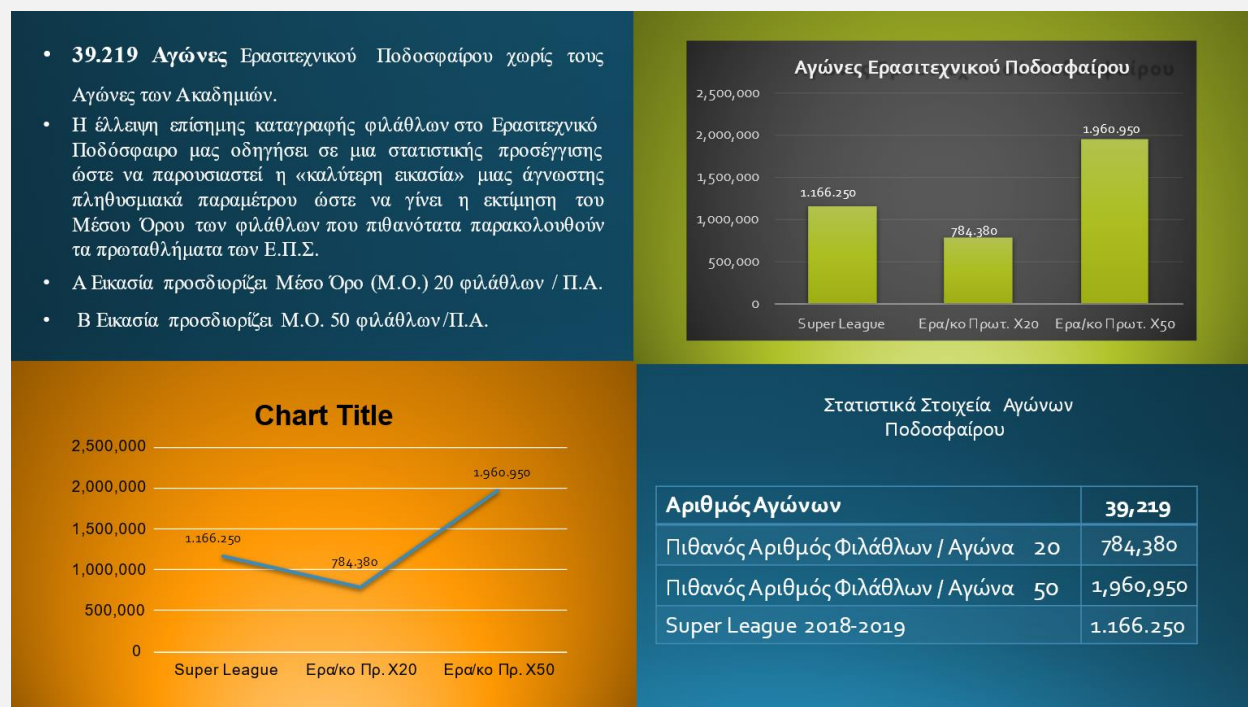 • 39.219 Αγώνες Ερασιτεχνικού Ποδοσφαίρου χωρίς τους
Αγώνες των Ακαδημιών.
• Η έλλειψη επίσημης καταγραφής φιλάθλων στο Ερασιτεχνικό
Ποδόσφαιρο μας οδηγήσει σε μια στατιστικής προσέγγισης
ώστε να παρουσιαστεί η «καλύτερη εικασία» μιας άγνωστης
πληθυσμιακά παραμέτρου ώστε να γίνει η εκτίμηση του
Μέσου Όρου των φιλάθλων που πιθανότατα παρακολουθούν
τα πρωταθλήματα των Ε.Π.Σ.
• Α Εικασία προσδιορίζει Μέσο Όρο (Μ.Ο.) 20 φιλάθλων / Π.Α.
• Β Εικασία προσδιορίζει Μ.Ο. 50 φιλάθλων/Π.Α.
Αγώνες Ερασιτεχνικού Ποδοσφαίρου
2,500,000
2,000,000
1,500,000
1,000,000
500,000
0
1.166.250
784.380
1.960.950
Super League
Ερα/κο Πρωτ. Χ20
Ερα/κο Πρωτ. Χ50
Chart Title
2,500,000
2,000,000
1,500,000
1,000,000
500,000
0
1.166.250
784.380
1.960.950
Super League
Ερα/κο Πρ. Χ20
Ερα/κο Πρ. Χ50
Στατιστικά Στοιχεία Αγώνων
Ποδοσφαίρου
Αριθμός Αγώνων 39,219
Πιθανός Αριθμός Φιλάθλων / Αγώνα 20 784,380
Πιθανός Αριθμός Φιλάθλων / Αγώνα 50 1,960,950
Super League 2018-2019 1.166.250